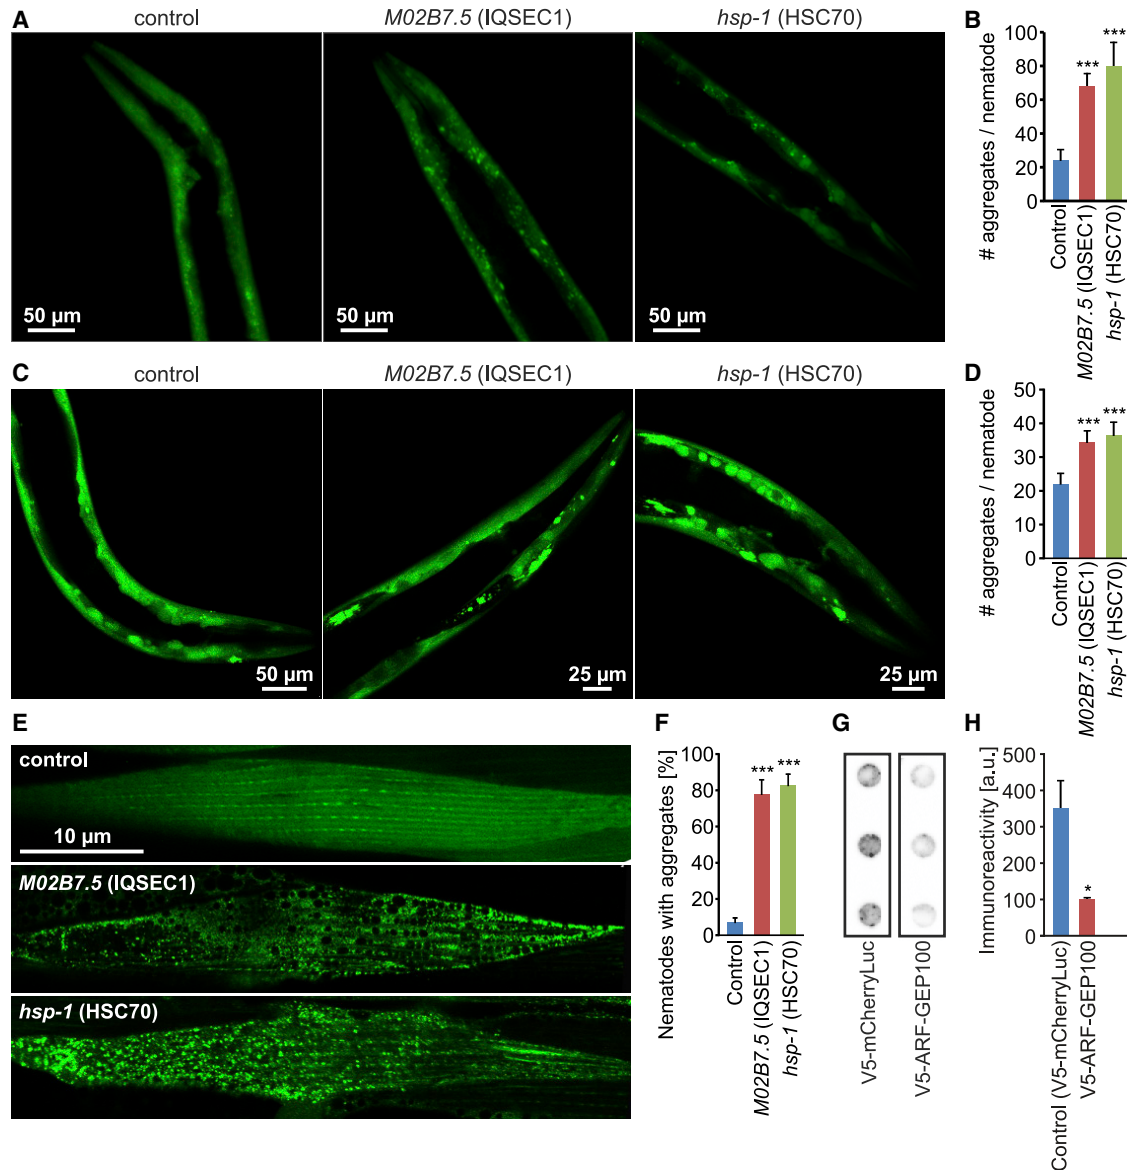 A
control
M02B7.5 (IQSEC1)
hsp-1 (HSC70)
50 µm
50 µm
50 µm
B
# aggregates / nematode
100
80
60
40
20
0
***
***
Control
M02B7.5 (IQSEC1)
hsp-1 (HSC70)
C
control
M02B7.5 (IQSEC1)
hsp-1 (HSC70)
50 µm
25 µm
25 µm
D
# aggregates / nematode
50
40
30
20
10
0
***
***
Control
M02B7.5 (IQSEC1)
hsp-1 (HSC70)
E
control
10 µm
M02B7.5 (IQSEC1)
hsp-1 (HSC70)
F
Nematodes with aggregates [%]
100
80
60
40
20
0
***
***
Control
M02B7.5 (IQSEC1)
hsp-1 (HSC70)
G
V5-mCherryLuc
V5-ARF-GEP100
H
Immunoreactivity [a.u.]
500
400
300
200
100
0
*
Control (V5-mCherryLuc)
V5-ARF-GEP100